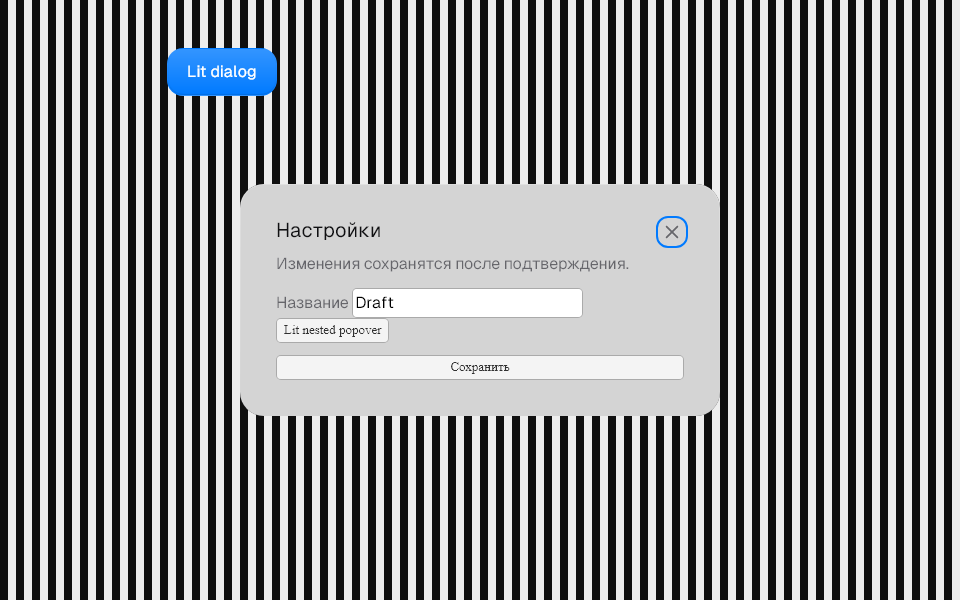 Lit dialog
Настройки
Изменения сохранятся после подтверждения.
Название Draft
Lit nested popover
Сохранить